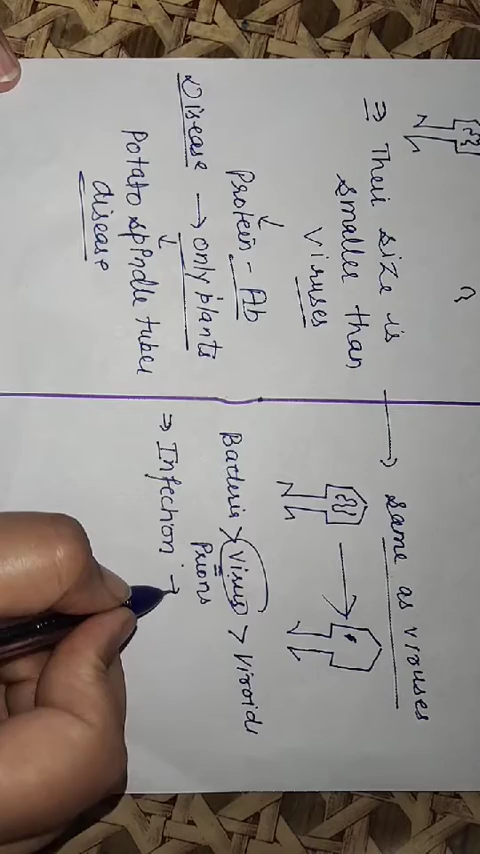 ⇒ Their size is
smaller than
viruses
Protein - Ab
Disease → only plants
Potato spindle tuber
disease
→ same as viruses
Bacteria > Virus > Viroids
Prions
⇒ Infection →